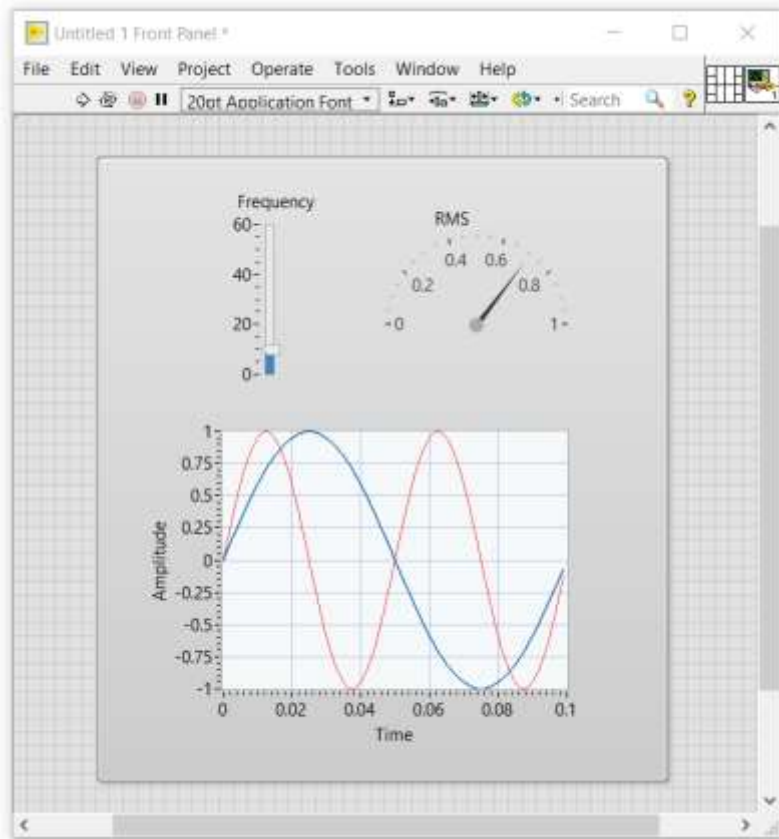 Untitled 1 Front Panel *
File Edit View Project Operate Tools Window Help
20pt Application Font Search
Frequency
60
40
20
0
RMS
0 0.2 0.4 0.6 0.8 1
1
0.75
0.5
0.25
0
-0.25
-0.5
-0.75
-1
Amplitude
0 0.02 0.04 0.06 0.08 0.1
Time